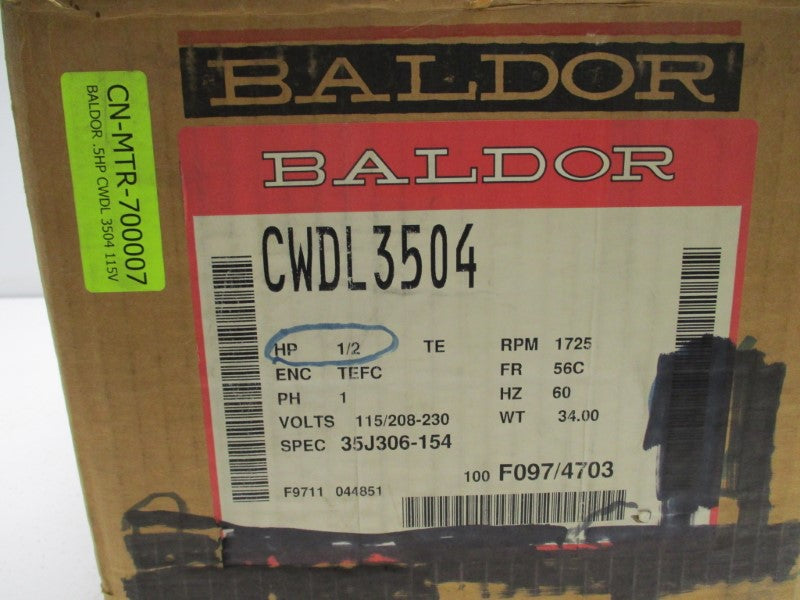 BALDOR
BALDOR
CN-MTR-700007
BALDOR .5HP CWDL 3504 115V
CWDL3504
HP 1/2 TE RPM 1725
ENC TEFC FR 56C
PH 1 HZ 60
VOLTS 115/208-230 WT 34.00
SPEC 35J306-154
100 F097/4703
F9711 044851